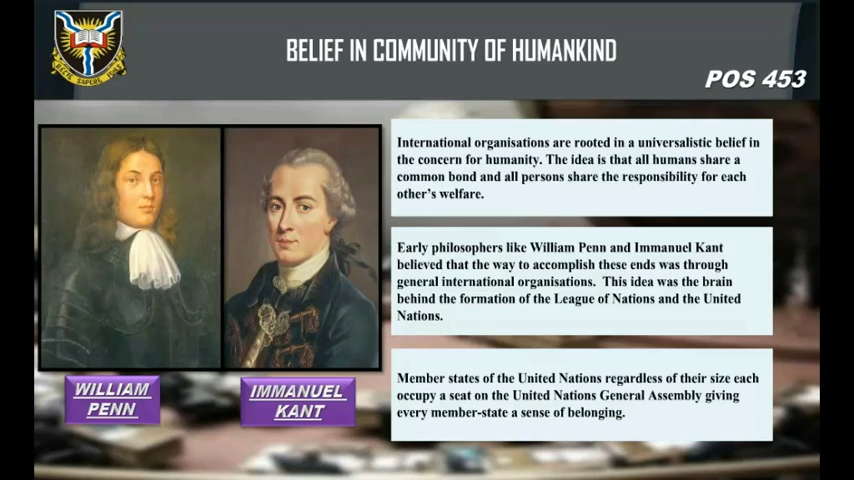 BELIEF IN COMMUNITY OF HUMANKIND
POS 453
RECTE SAPERE FONS
International organisations are rooted in a universalistic belief in
the concern for humanity. The idea is that all humans share a
common bond and all persons share the responsibility for each
other's welfare.
Early philosophers like William Penn and Immanuel Kant
believed that the way to accomplish these ends was through
general international organisations. This idea was the brain
behind the formation of the League of Nations and the United
Nations.
Member states of the United Nations regardless of their size each
occupy a seat on the United Nations General Assembly giving
every member-state a sense of belonging.
WILLIAM
PENN
IMMANUEL
KANT